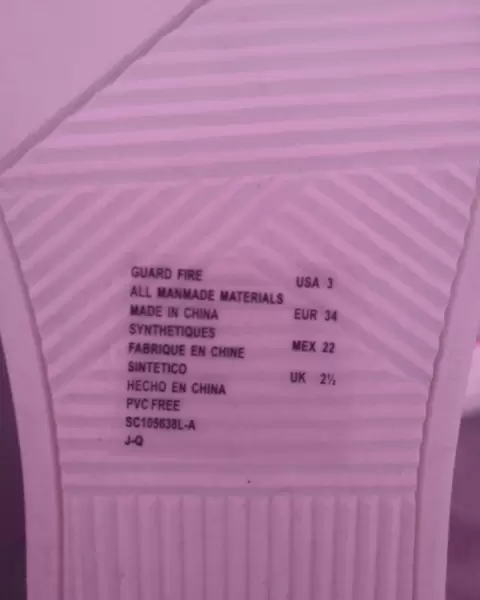 GUARD FIRE
ALL MANMADE MATERIALS
MADE IN CHINA
SYNTHETIQUES
FABRIQUE EN CHINE
SINTETICO
HECHO EN CHINA
PVC FREE
SC105638L-A
J-Q
USA 3
EUR 34
MEX 22
UK 2½